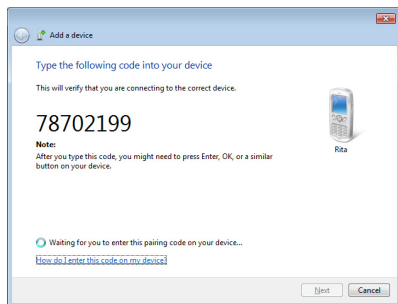 Add a device
Type the following code into your device
This will verify that you are connecting to the correct device.
78702199
Note:
After you type this code, you might need to press Enter, OK, or a similar
button on your device.
Rita
Waiting for you to enter this pairing code on your device...
How do I enter this code on my device?
Next Cancel